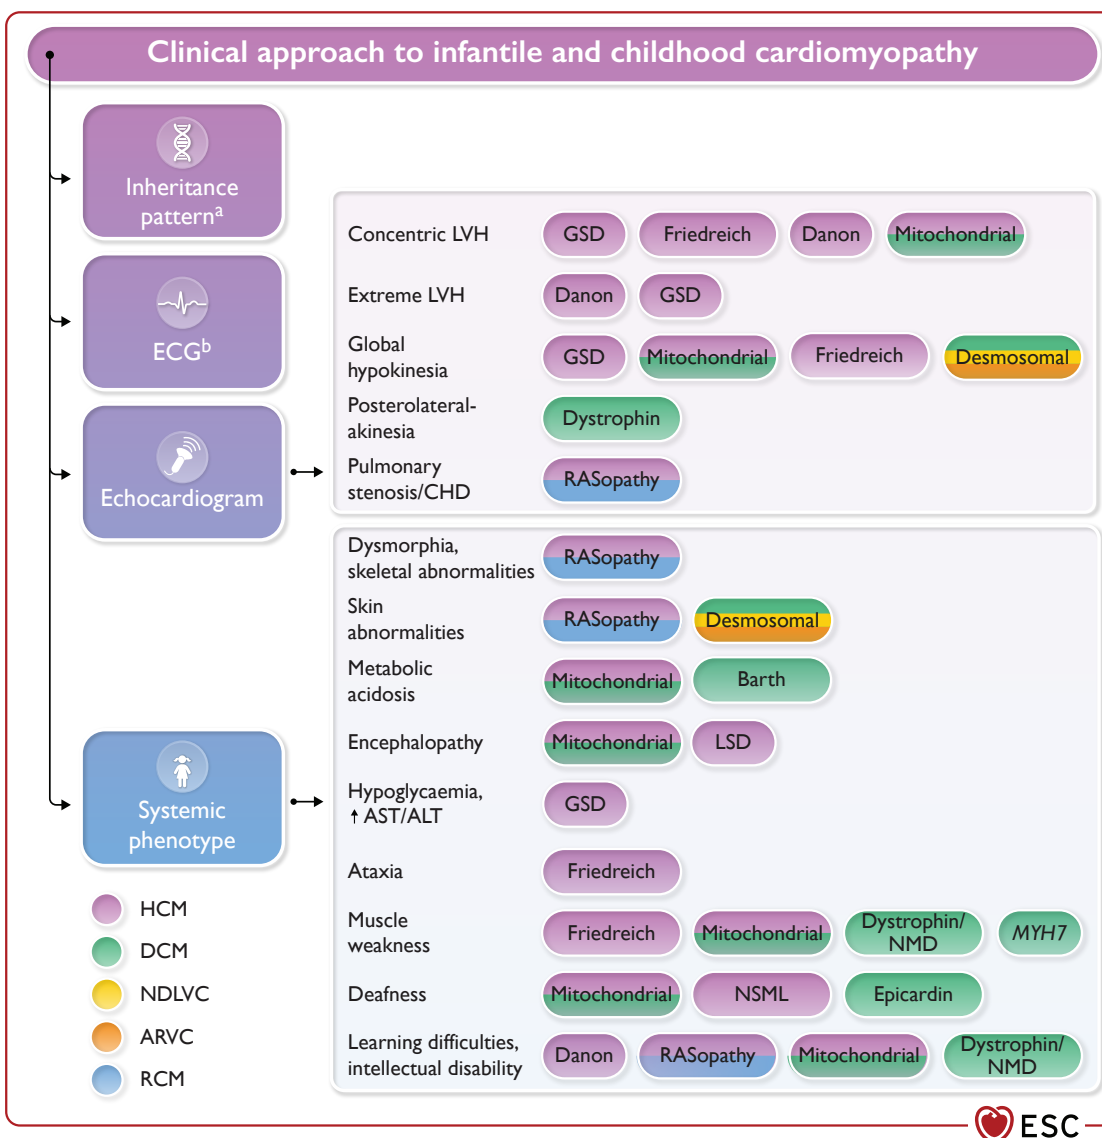 Clinical approach to infantile and childhood cardiomyopathy
Inheritance
patternᵃ
ECGᵇ
Echocardiogram
Concentric LVH GSD Friedreich Danon Mitochondrial
Extreme LVH Danon GSD
Global
hypokinesia GSD Mitochondrial Friedreich Desmosomal
Posterolateral-
akinesia Dystrophin
Pulmonary
stenosis/CHD RASopathy
Systemic
phenotype
Dysmorphia,
skeletal abnormalities RASopathy
Skin
abnormalities RASopathy Desmosomal
Metabolic
acidosis Mitochondrial Barth
Encephalopathy Mitochondrial LSD
Hypoglycaemia,
↑ AST/ALT GSD
Ataxia Friedreich
Muscle
weakness Friedreich Mitochondrial Dystrophin/
NMD MYH7
Deafness Mitochondrial NSML Epicardin
Learning difficulties,
intellectual disability Danon RASopathy Mitochondrial Dystrophin/
NMD
HCM
DCM
NDLVC
ARVC
RCM
ESC